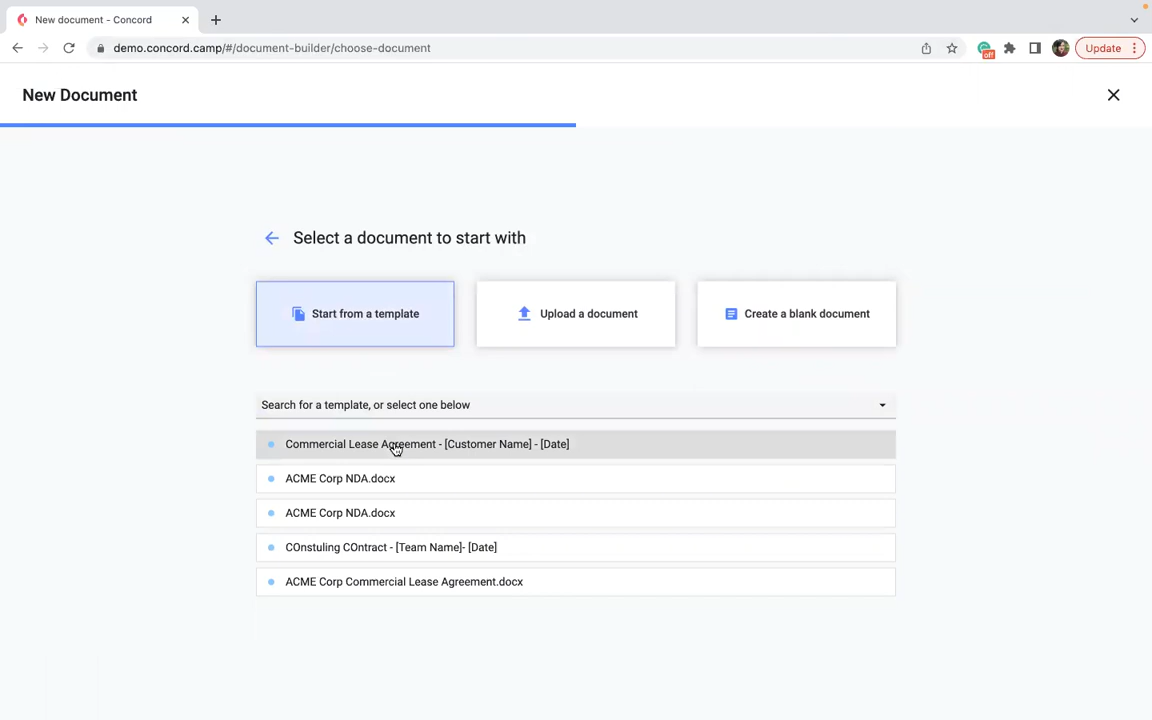 New document - Concord
demo.concord.camp/#/document-builder/choose-document
off
Update
New Document
Select a document to start with
Start from a template
Upload a document
Create a blank document
Search for a template, or select one below
Commercial Lease Agreement - [Customer Name] - [Date]
ACME Corp NDA.docx
ACME Corp NDA.docx
COnstuling COntract - [Team Name]- [Date]
ACME Corp Commercial Lease Agreement.docx